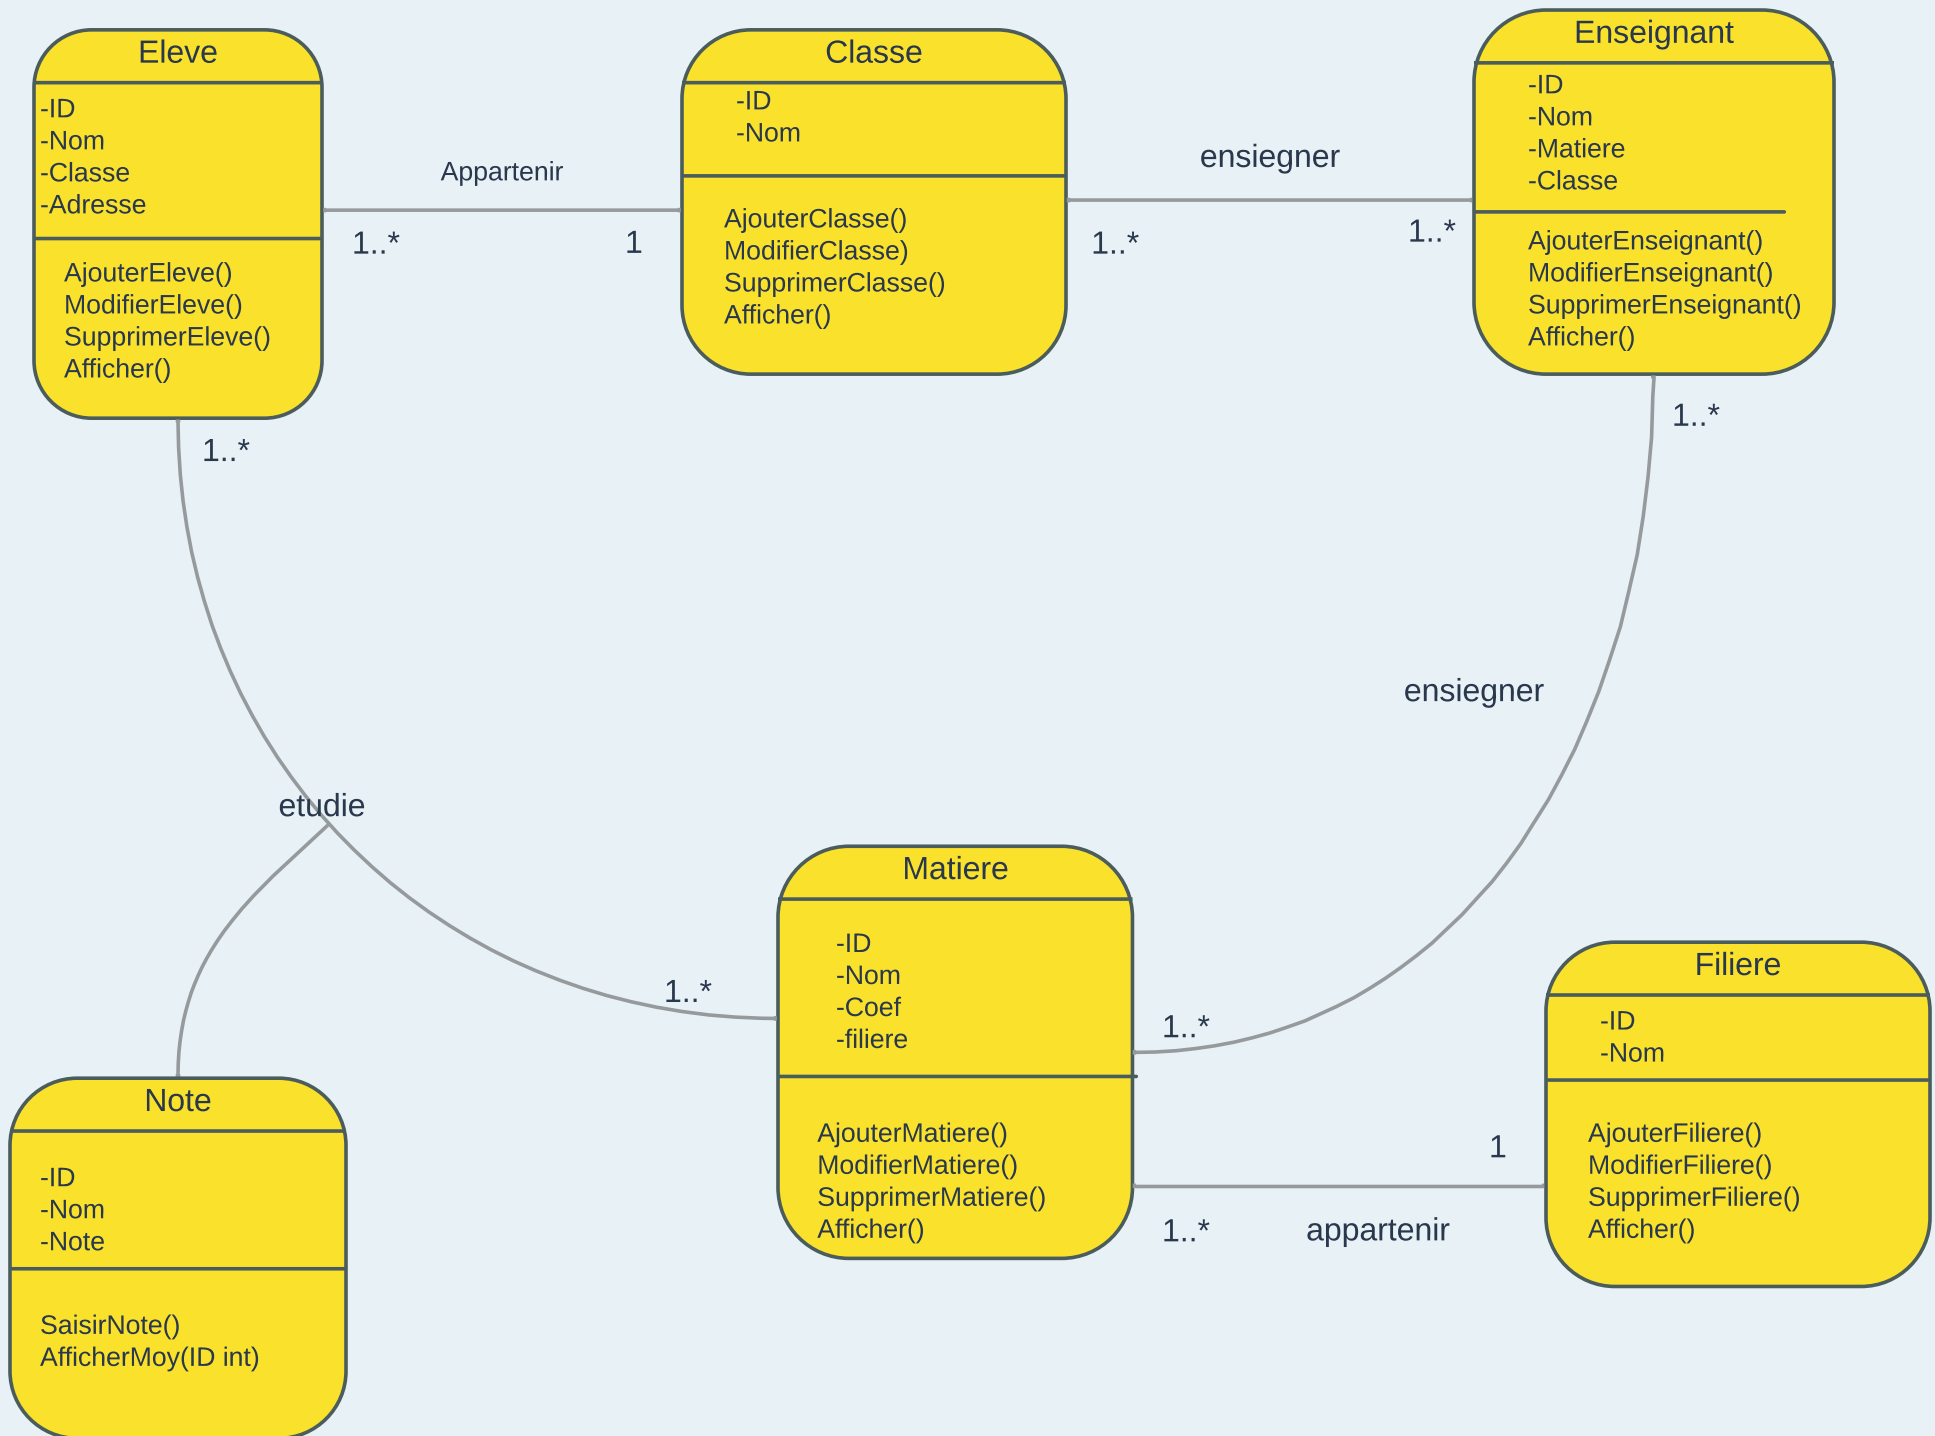 Eleve
-ID
-Nom
-Classe
-Adresse
AjouterEleve()
ModifierEleve()
SupprimerEleve()
Afficher()
Appartenir
1..*
1
Classe
-ID
-Nom
AjouterClasse()
ModifierClasse)
SupprimerClasse()
Afficher()
ensiegner
1..*
1..*
Enseignant
-ID
-Nom
-Matiere
-Classe
AjouterEnseignant()
ModifierEnseignant()
SupprimerEnseignant()
Afficher()
1..*
1..*
ensiegner
etudie
1..*
1..*
Matiere
-ID
-Nom
-Coef
-filiere
AjouterMatiere()
ModifierMatiere()
SupprimerMatiere()
Afficher()
1
1..*
appartenir
Filiere
-ID
-Nom
AjouterFiliere()
ModifierFiliere()
SupprimerFiliere()
Afficher()
Note
-ID
-Nom
-Note
SaisirNote()
AfficherMoy(ID int)